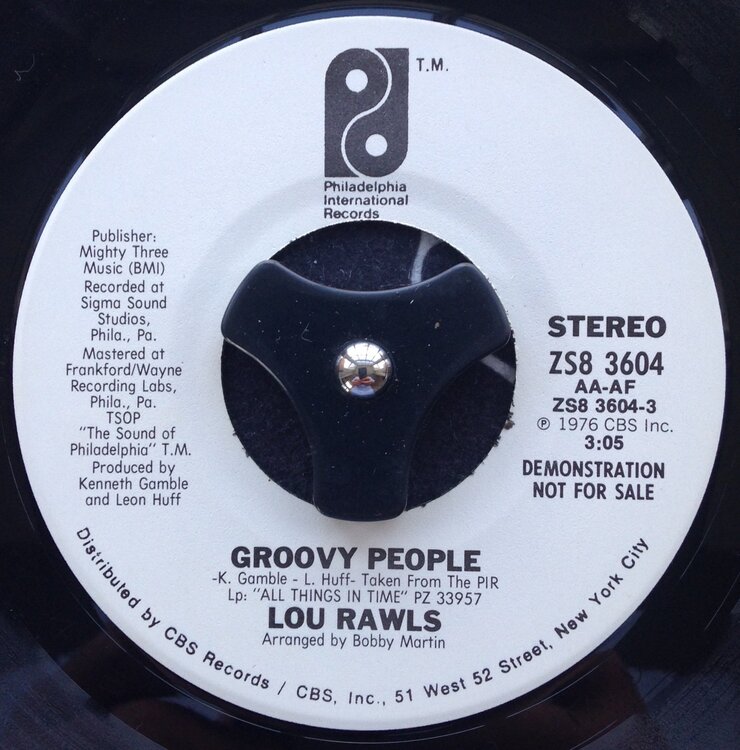 T.M.
Philadelphia
International
Records
Publisher:
Mighty Three
Music (BMI)
Recorded at
Sigma Sound
Studios,
Phila., Pa.
Mastered at
Frankford/Wayne
Recording Labs,
Phila., Pa.
TSOP
"The Sound of
Philadelphia" T.M.
Produced by
Kenneth Gamble
and Leon Huff
STEREO
ZS8 3604
AA-AF
ZS8 3604-3
℗ 1976 CBS Inc.
3:05
DEMONSTRATION
NOT FOR SALE
GROOVY PEOPLE
-K. Gamble - L. Huff- Taken From The PIR
Lp: "ALL THINGS IN TIME" PZ 33957
LOU RAWLS
Arranged by Bobby Martin
Distributed by CBS Records / CBS, Inc., 51 West 52 Street, New York City